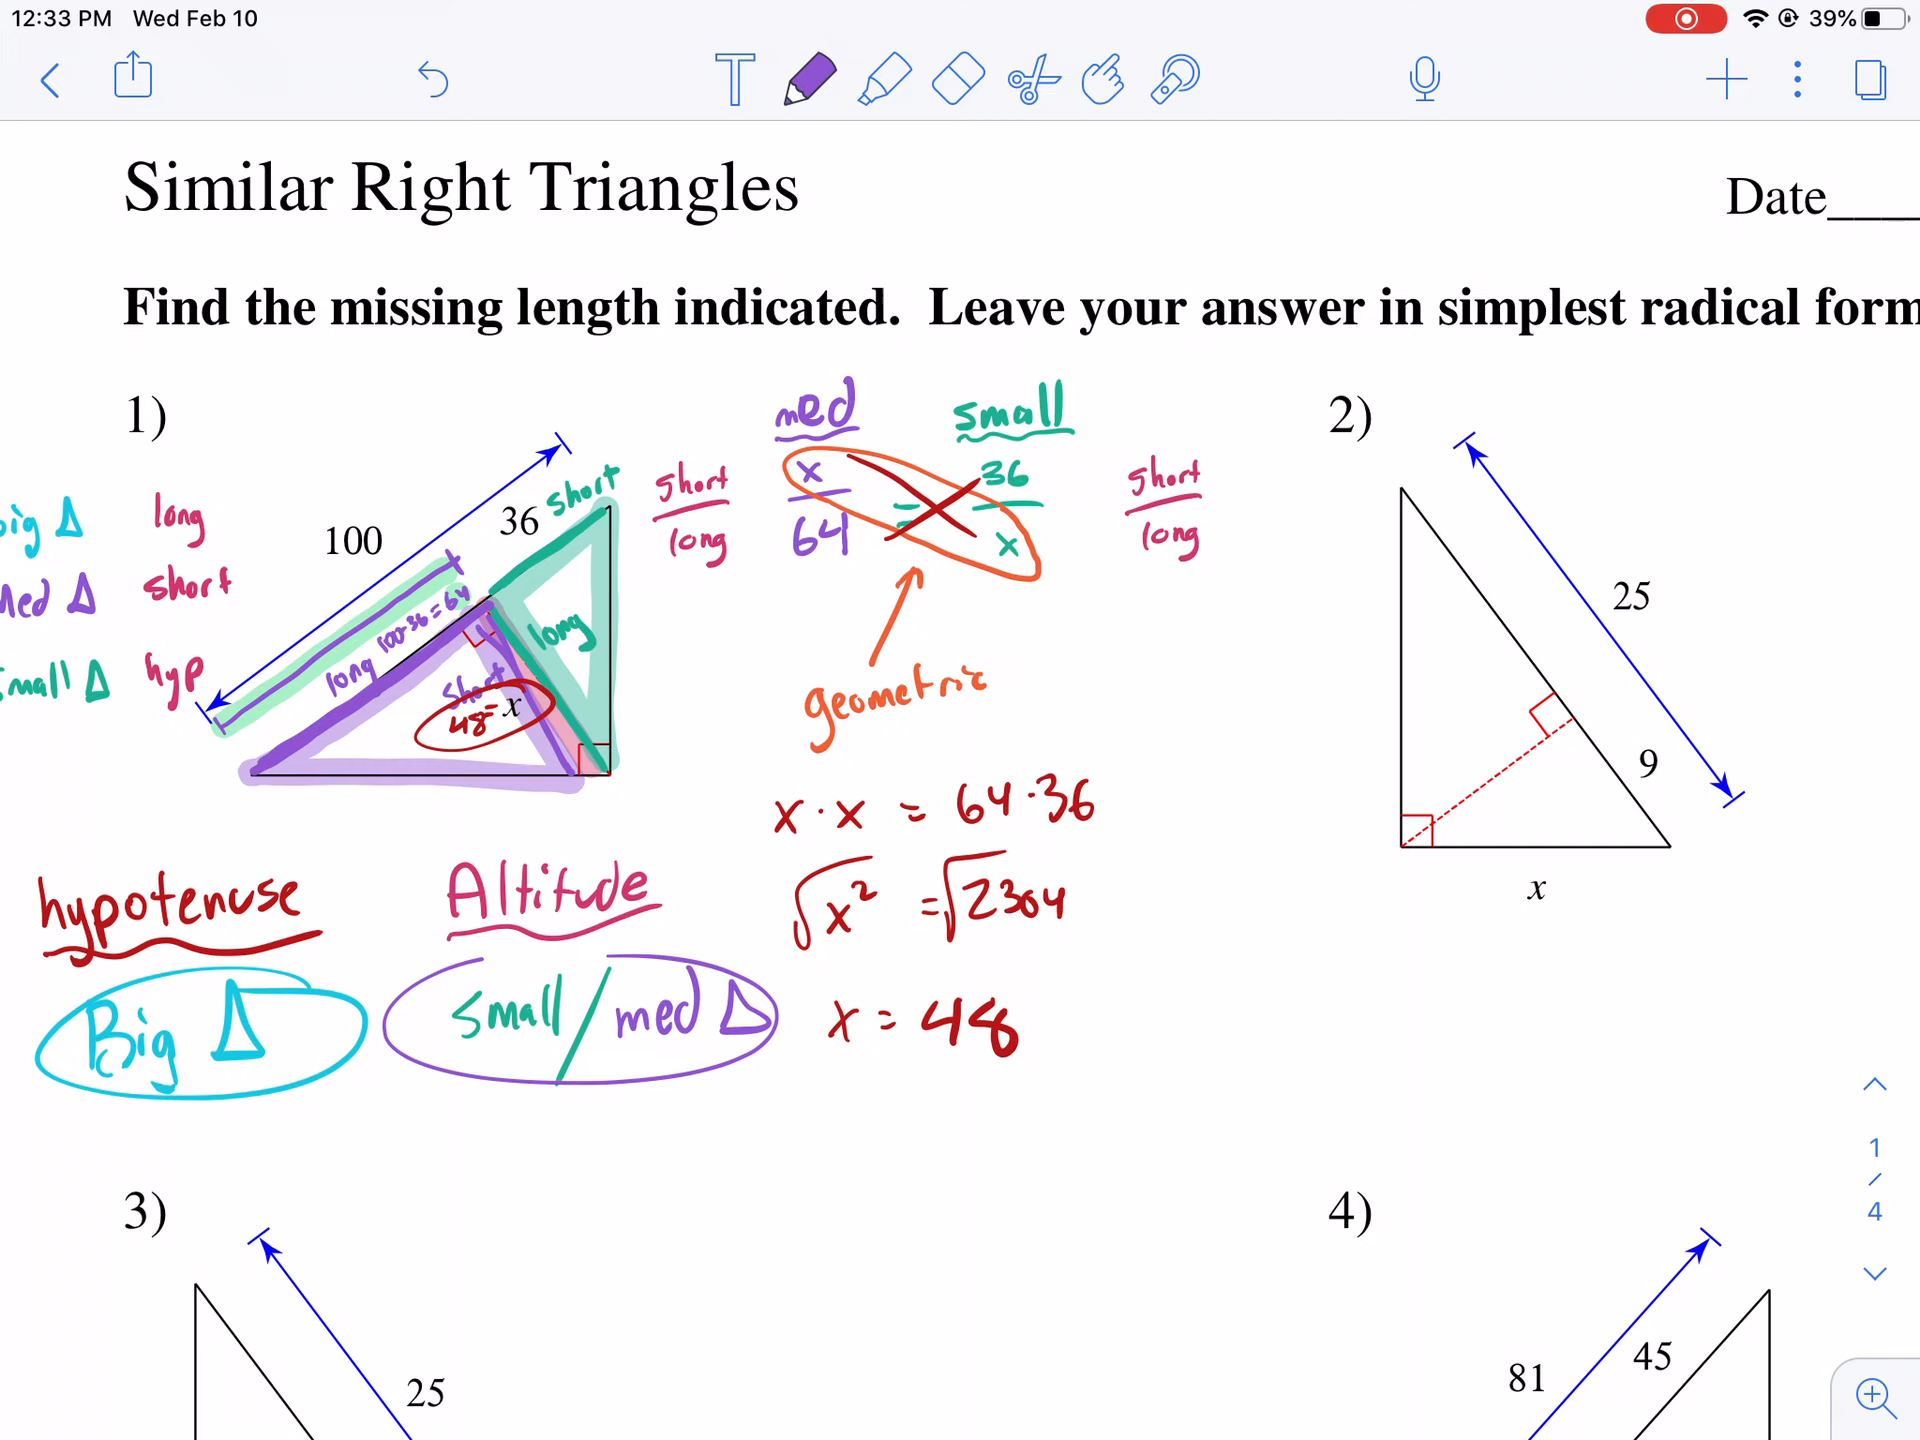 12:33 PM Wed Feb 10
39%
Similar Right Triangles
Date____
Find the missing length indicated. Leave your answer in simplest radical form
1)
100
36 short
long 100-36=64
long
short
48= x
Big Δ long
Med Δ short
small Δ hyp
short
long
med
x
64
=
small
36
x
short
long
geometric
x · x = 64 · 36
√x² = √2304
x = 48
hypotenuse
Big Δ
Altitude
small / med Δ
2)
25
9
x
3)
25
4)
81
45
1
/
4